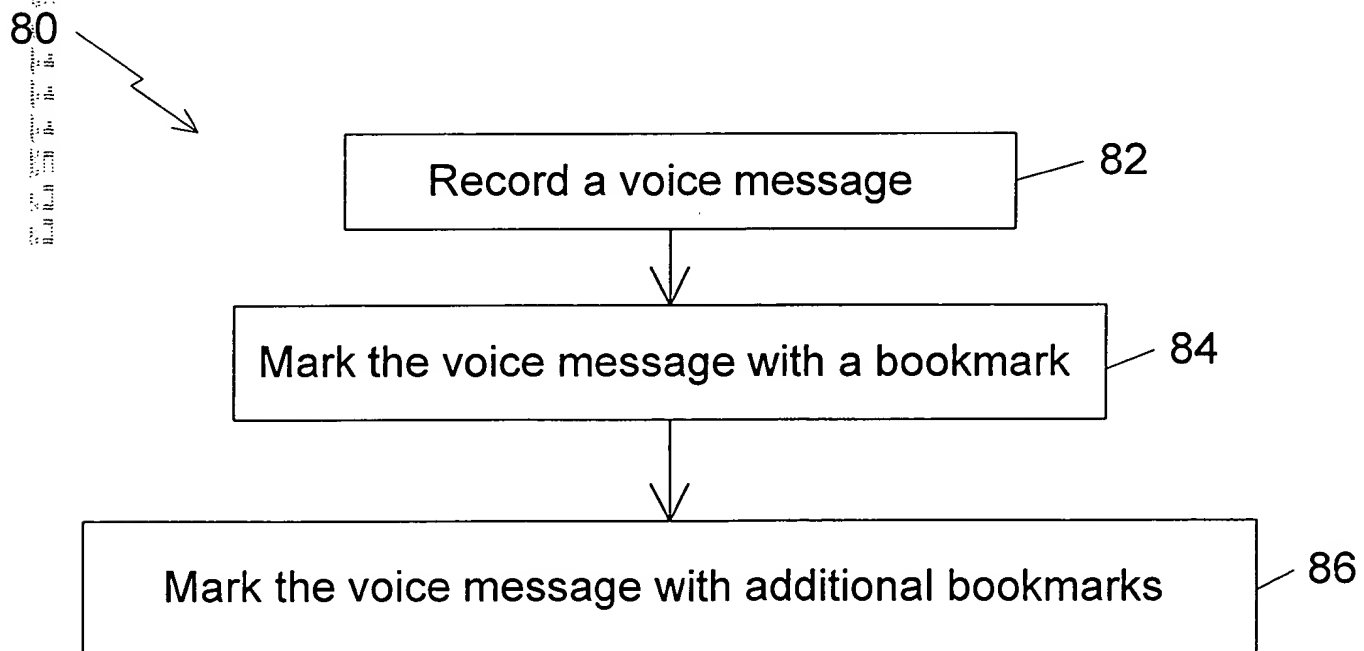 80
Record a voice message
82
Mark the voice message with a bookmark
84
Mark the voice message with additional bookmarks
86